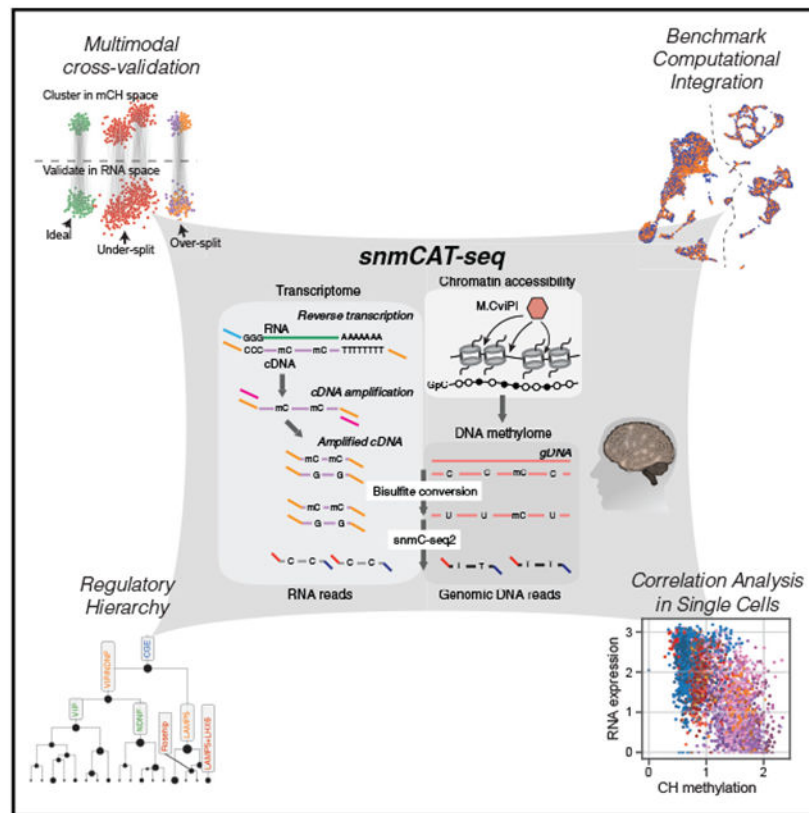 Multimodal
cross-validation
Cluster in mCH space
Validate in RNA space
Ideal
Under-split
Over-split
Benchmark
Computational
Integration
snmCAT-seq
Transcriptome
Reverse transcription
GGG RNA AAAAAAA
CCC mC mC TTTTTTTT
cDNA
cDNA amplification
mC mC
Amplified cDNA
mC mC
G G
mC mC
G G
C C C C
RNA reads
Chromatin accessibility
M.CviPI
GpC
DNA methylome
gDNA
C C mC C
Bisulfite conversion
U U mC U
snmC-seq2
T T T T
Genomic DNA reads
Regulatory
Hierarchy
CGE
VIP/NDNF
VIP
NDNF
LAMP5
Rosehip
LAMP5+LHX6
Correlation Analysis
in Single Cells
RNA expression
3
2
1
0
0 1 2
CH methylation